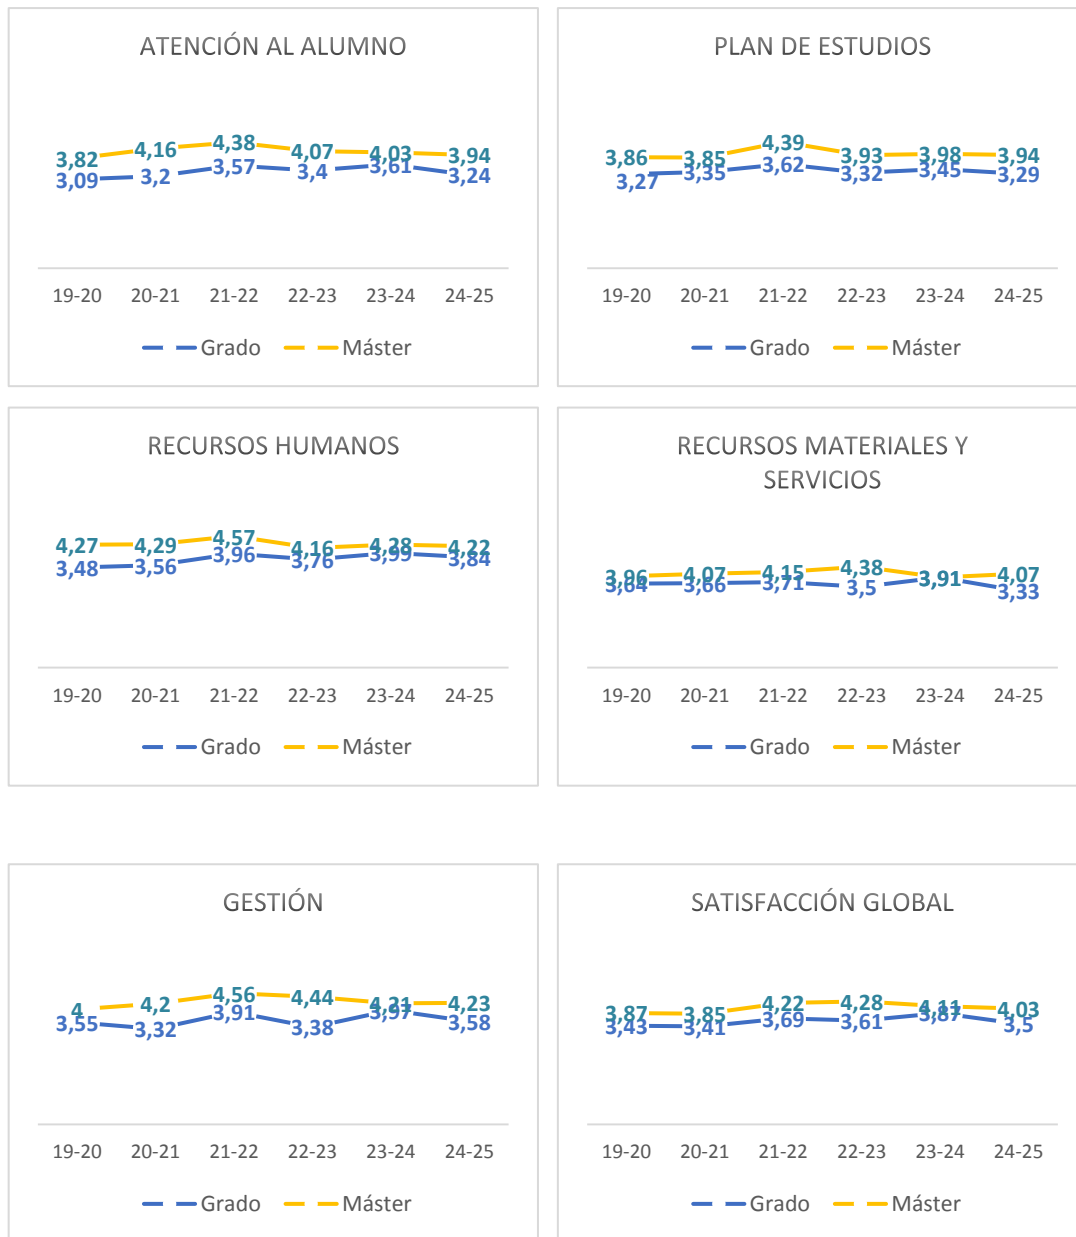 ATENCIÓN AL ALUMNO
3,82 4,16 4,38 4,07 4,03 3,94
3,09 3,2 3,57 3,4 3,61 3,24
19-20 20-21 21-22 22-23 23-24 24-25
Grado Máster
PLAN DE ESTUDIOS
3,86 3,85 4,39 3,93 3,98 3,94
3,27 3,35 3,62 3,32 3,45 3,29
19-20 20-21 21-22 22-23 23-24 24-25
Grado Máster
RECURSOS HUMANOS
4,27 4,29 4,57 4,16 4,28 4,22
3,48 3,56 3,96 3,76 3,99 3,84
19-20 20-21 21-22 22-23 23-24 24-25
Grado Máster
RECURSOS MATERIALES Y
SERVICIOS
3,96 4,07 4,15 4,38 3,91 4,07
3,64 3,66 3,71 3,5 3,33
19-20 20-21 21-22 22-23 23-24 24-25
Grado Máster
GESTIÓN
4 4,2 4,56 4,44 4,21 4,23
3,55 3,32 3,91 3,38 3,97 3,58
19-20 20-21 21-22 22-23 23-24 24-25
Grado Máster
SATISFACCIÓN GLOBAL
3,87 3,85 4,22 4,28 4,11 4,03
3,43 3,41 3,69 3,61 3,87 3,5
19-20 20-21 21-22 22-23 23-24 24-25
Grado Máster